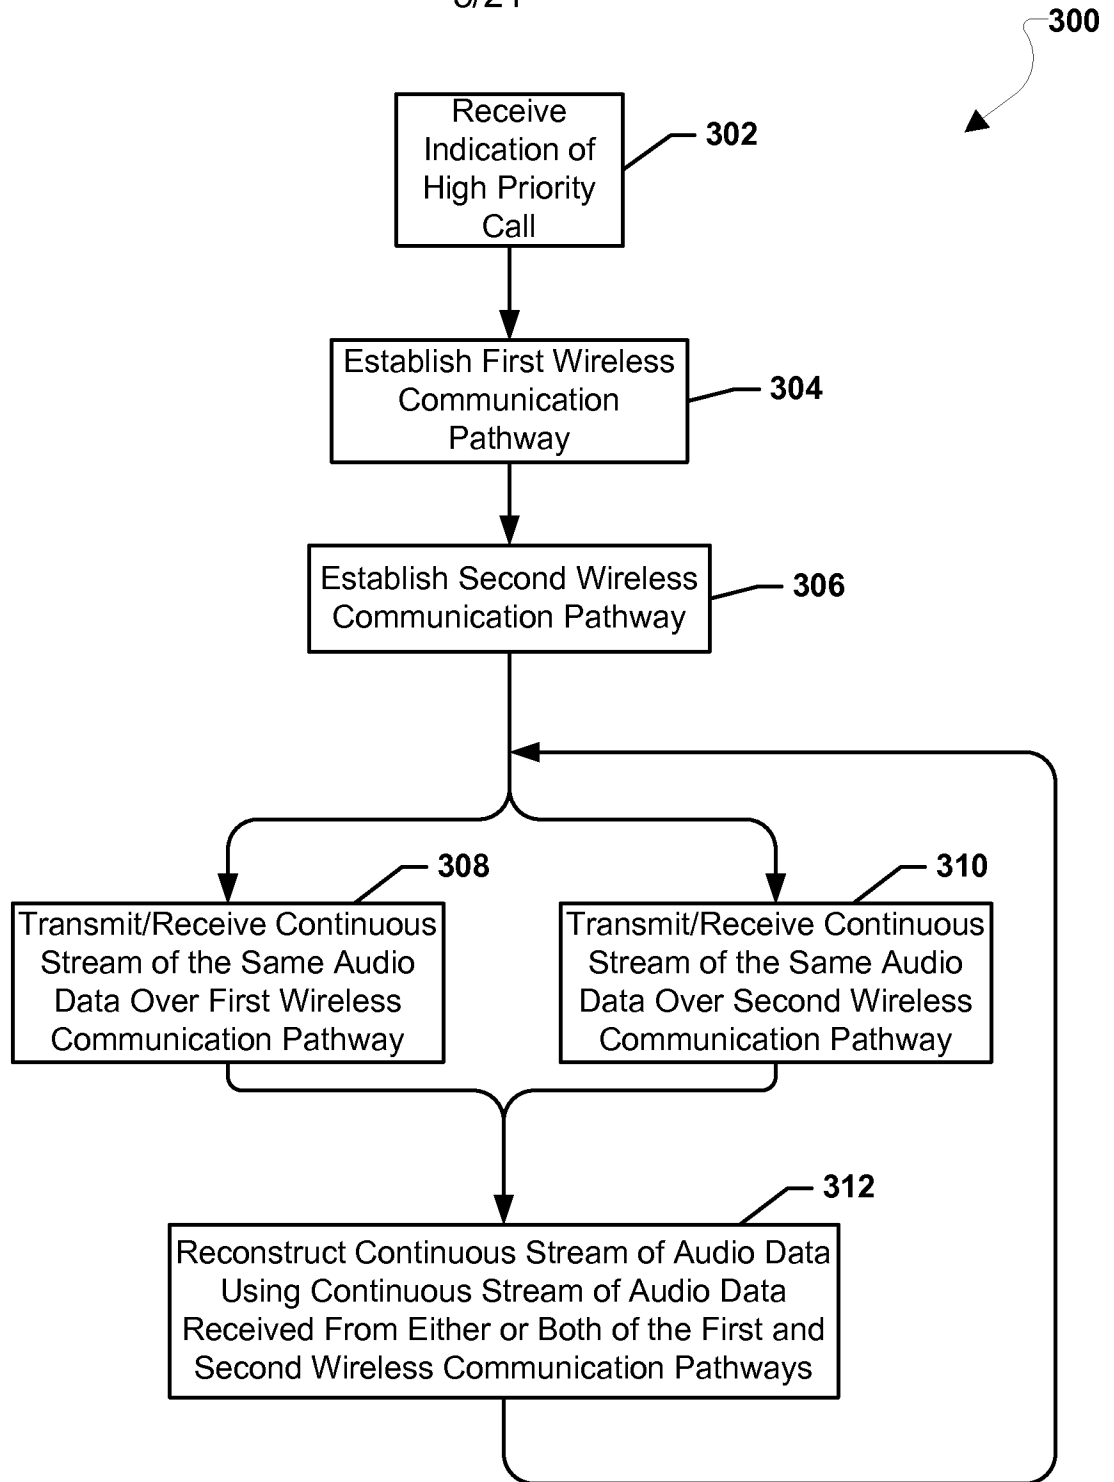 300
Receive
Indication of
High Priority
Call
302
Establish First Wireless
Communication
Pathway
304
Establish Second Wireless
Communication Pathway
306
308
310
Transmit/Receive Continuous
Stream of the Same Audio
Data Over First Wireless
Communication Pathway
Transmit/Receive Continuous
Stream of the Same Audio
Data Over Second Wireless
Communication Pathway
312
Reconstruct Continuous Stream of Audio Data
Using Continuous Stream of Audio Data
Received From Either or Both of the First and
Second Wireless Communication Pathways